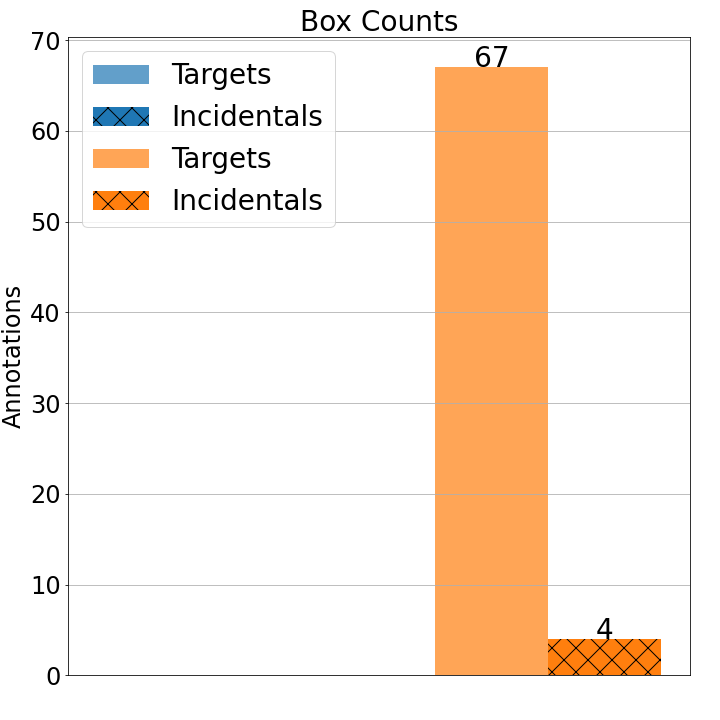 Box Counts
70
60
50
40
30
20
10
0
Annotations
Targets
Incidentals
Targets
Incidentals
67
4